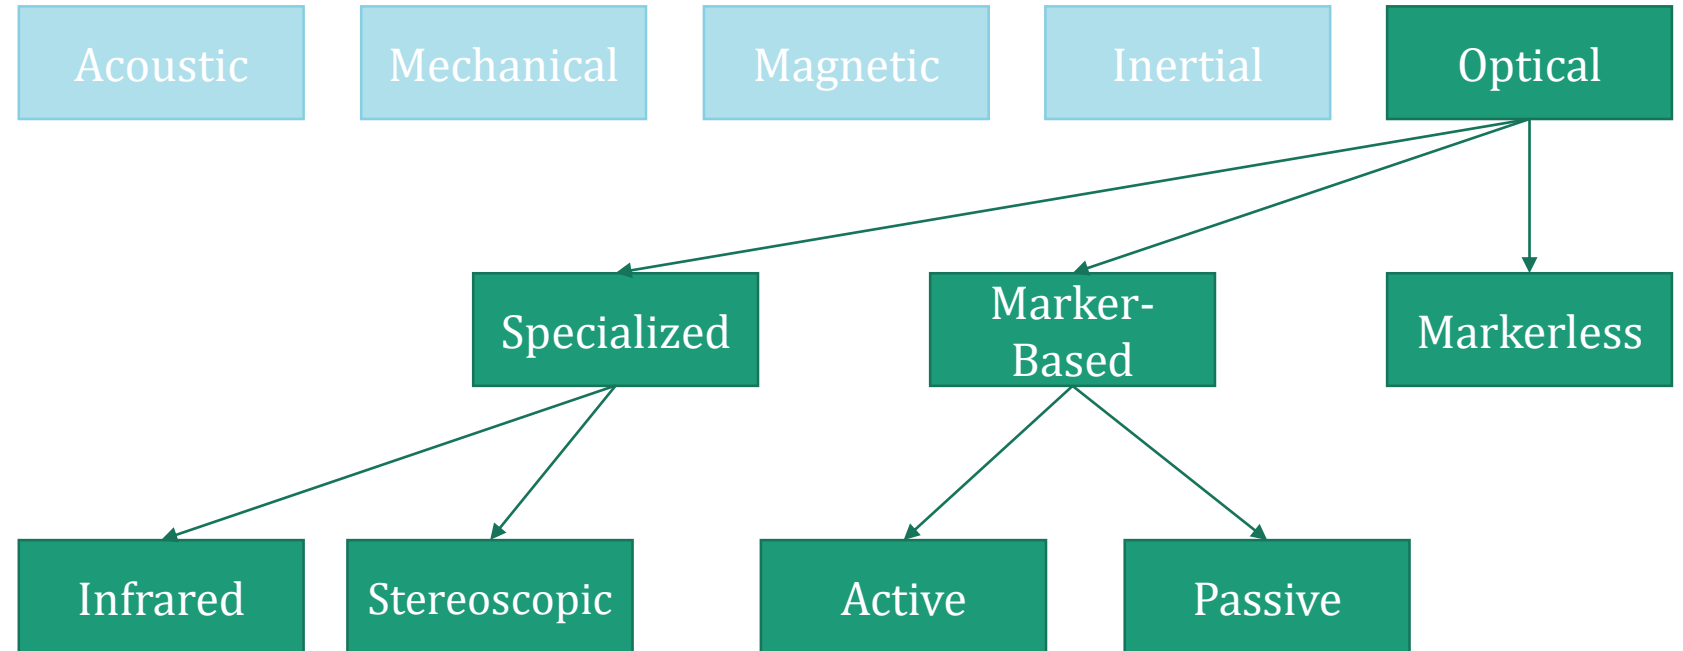 Acoustic
Mechanical
Magnetic
Inertial
Optical
Specialized
Marker-
Based
Markerless
Infrared
Stereoscopic
Active
Passive